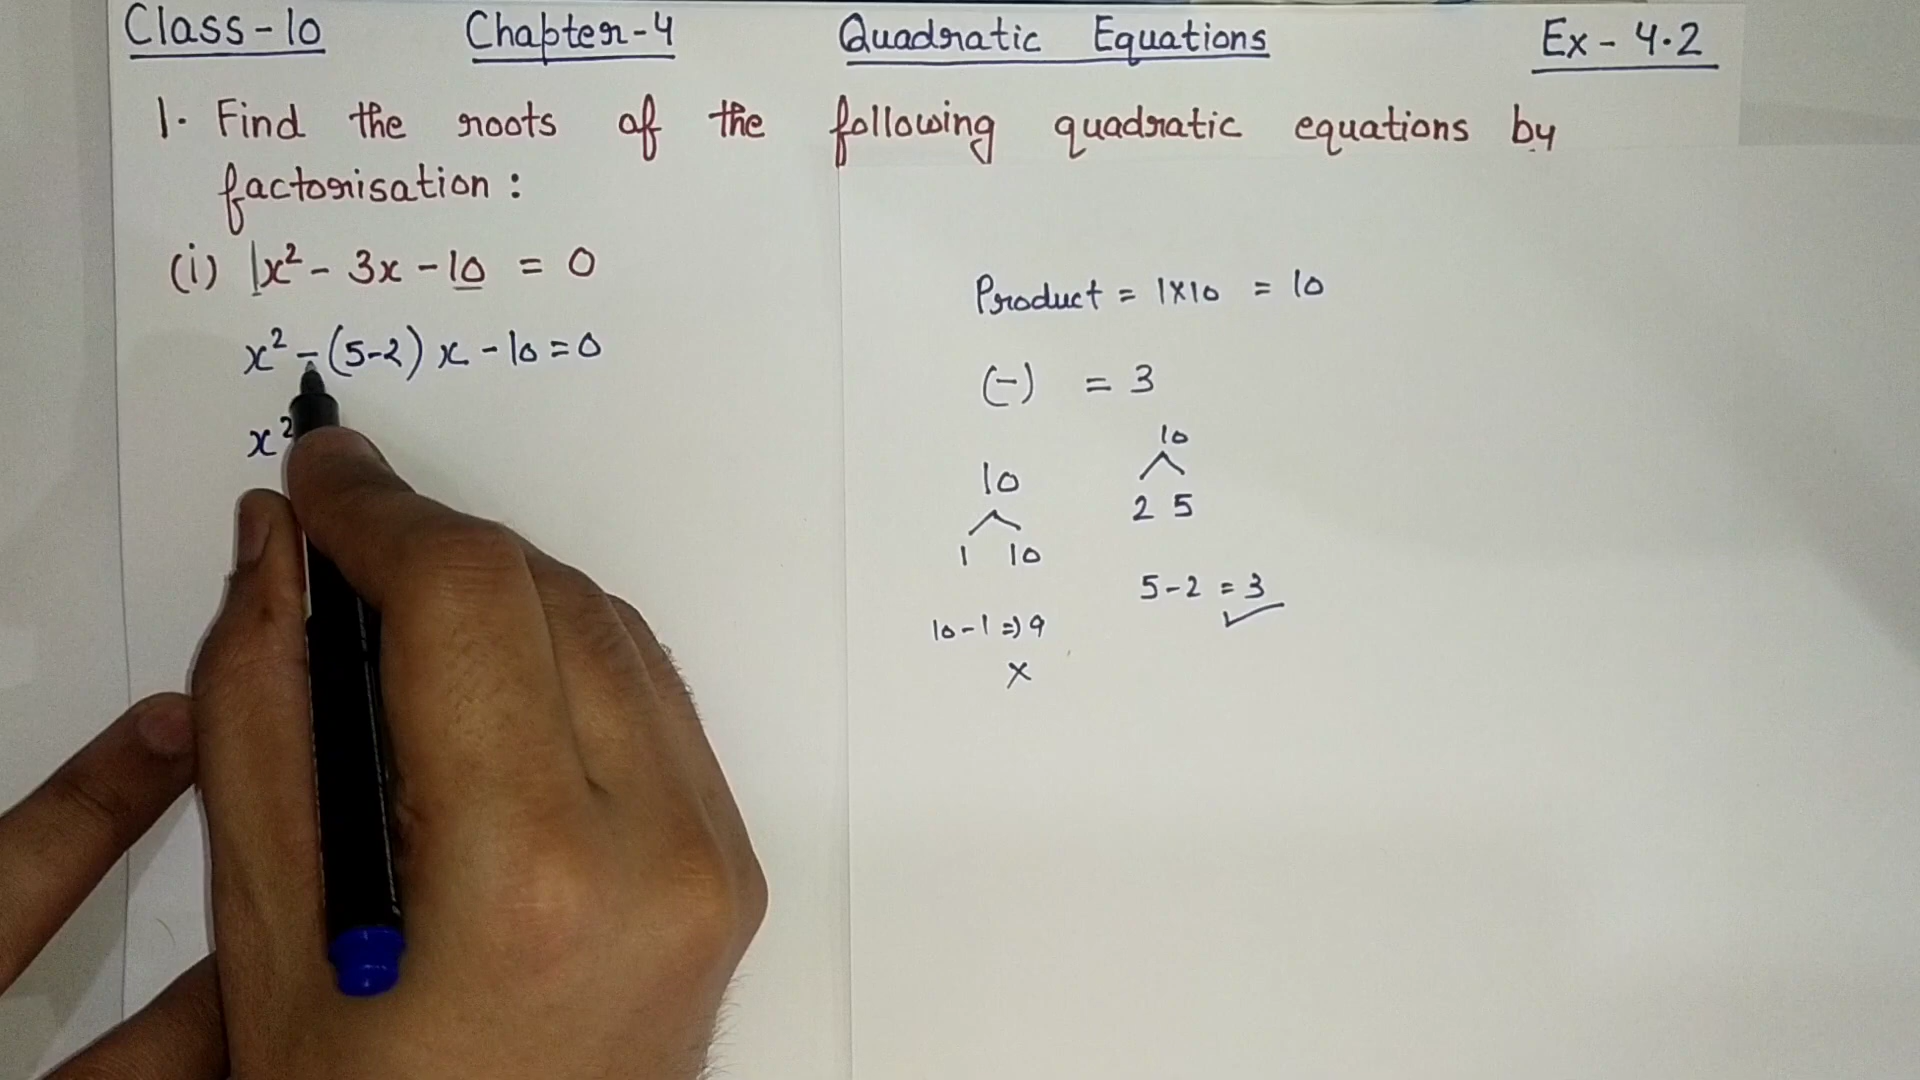 Class-10 Chapter-4 Quadratic Equations Ex - 4.2
1. Find the roots of the following quadratic equations by
factorisation :
(i) 1x² - 3x - 10 = 0
x² - (5-2) x - 10 = 0
x²
Product = 1×10 = 10
(-) = 3
10
1 10
10-1 ⇒ 9
×
10
2 5
5-2 = 3 ✓